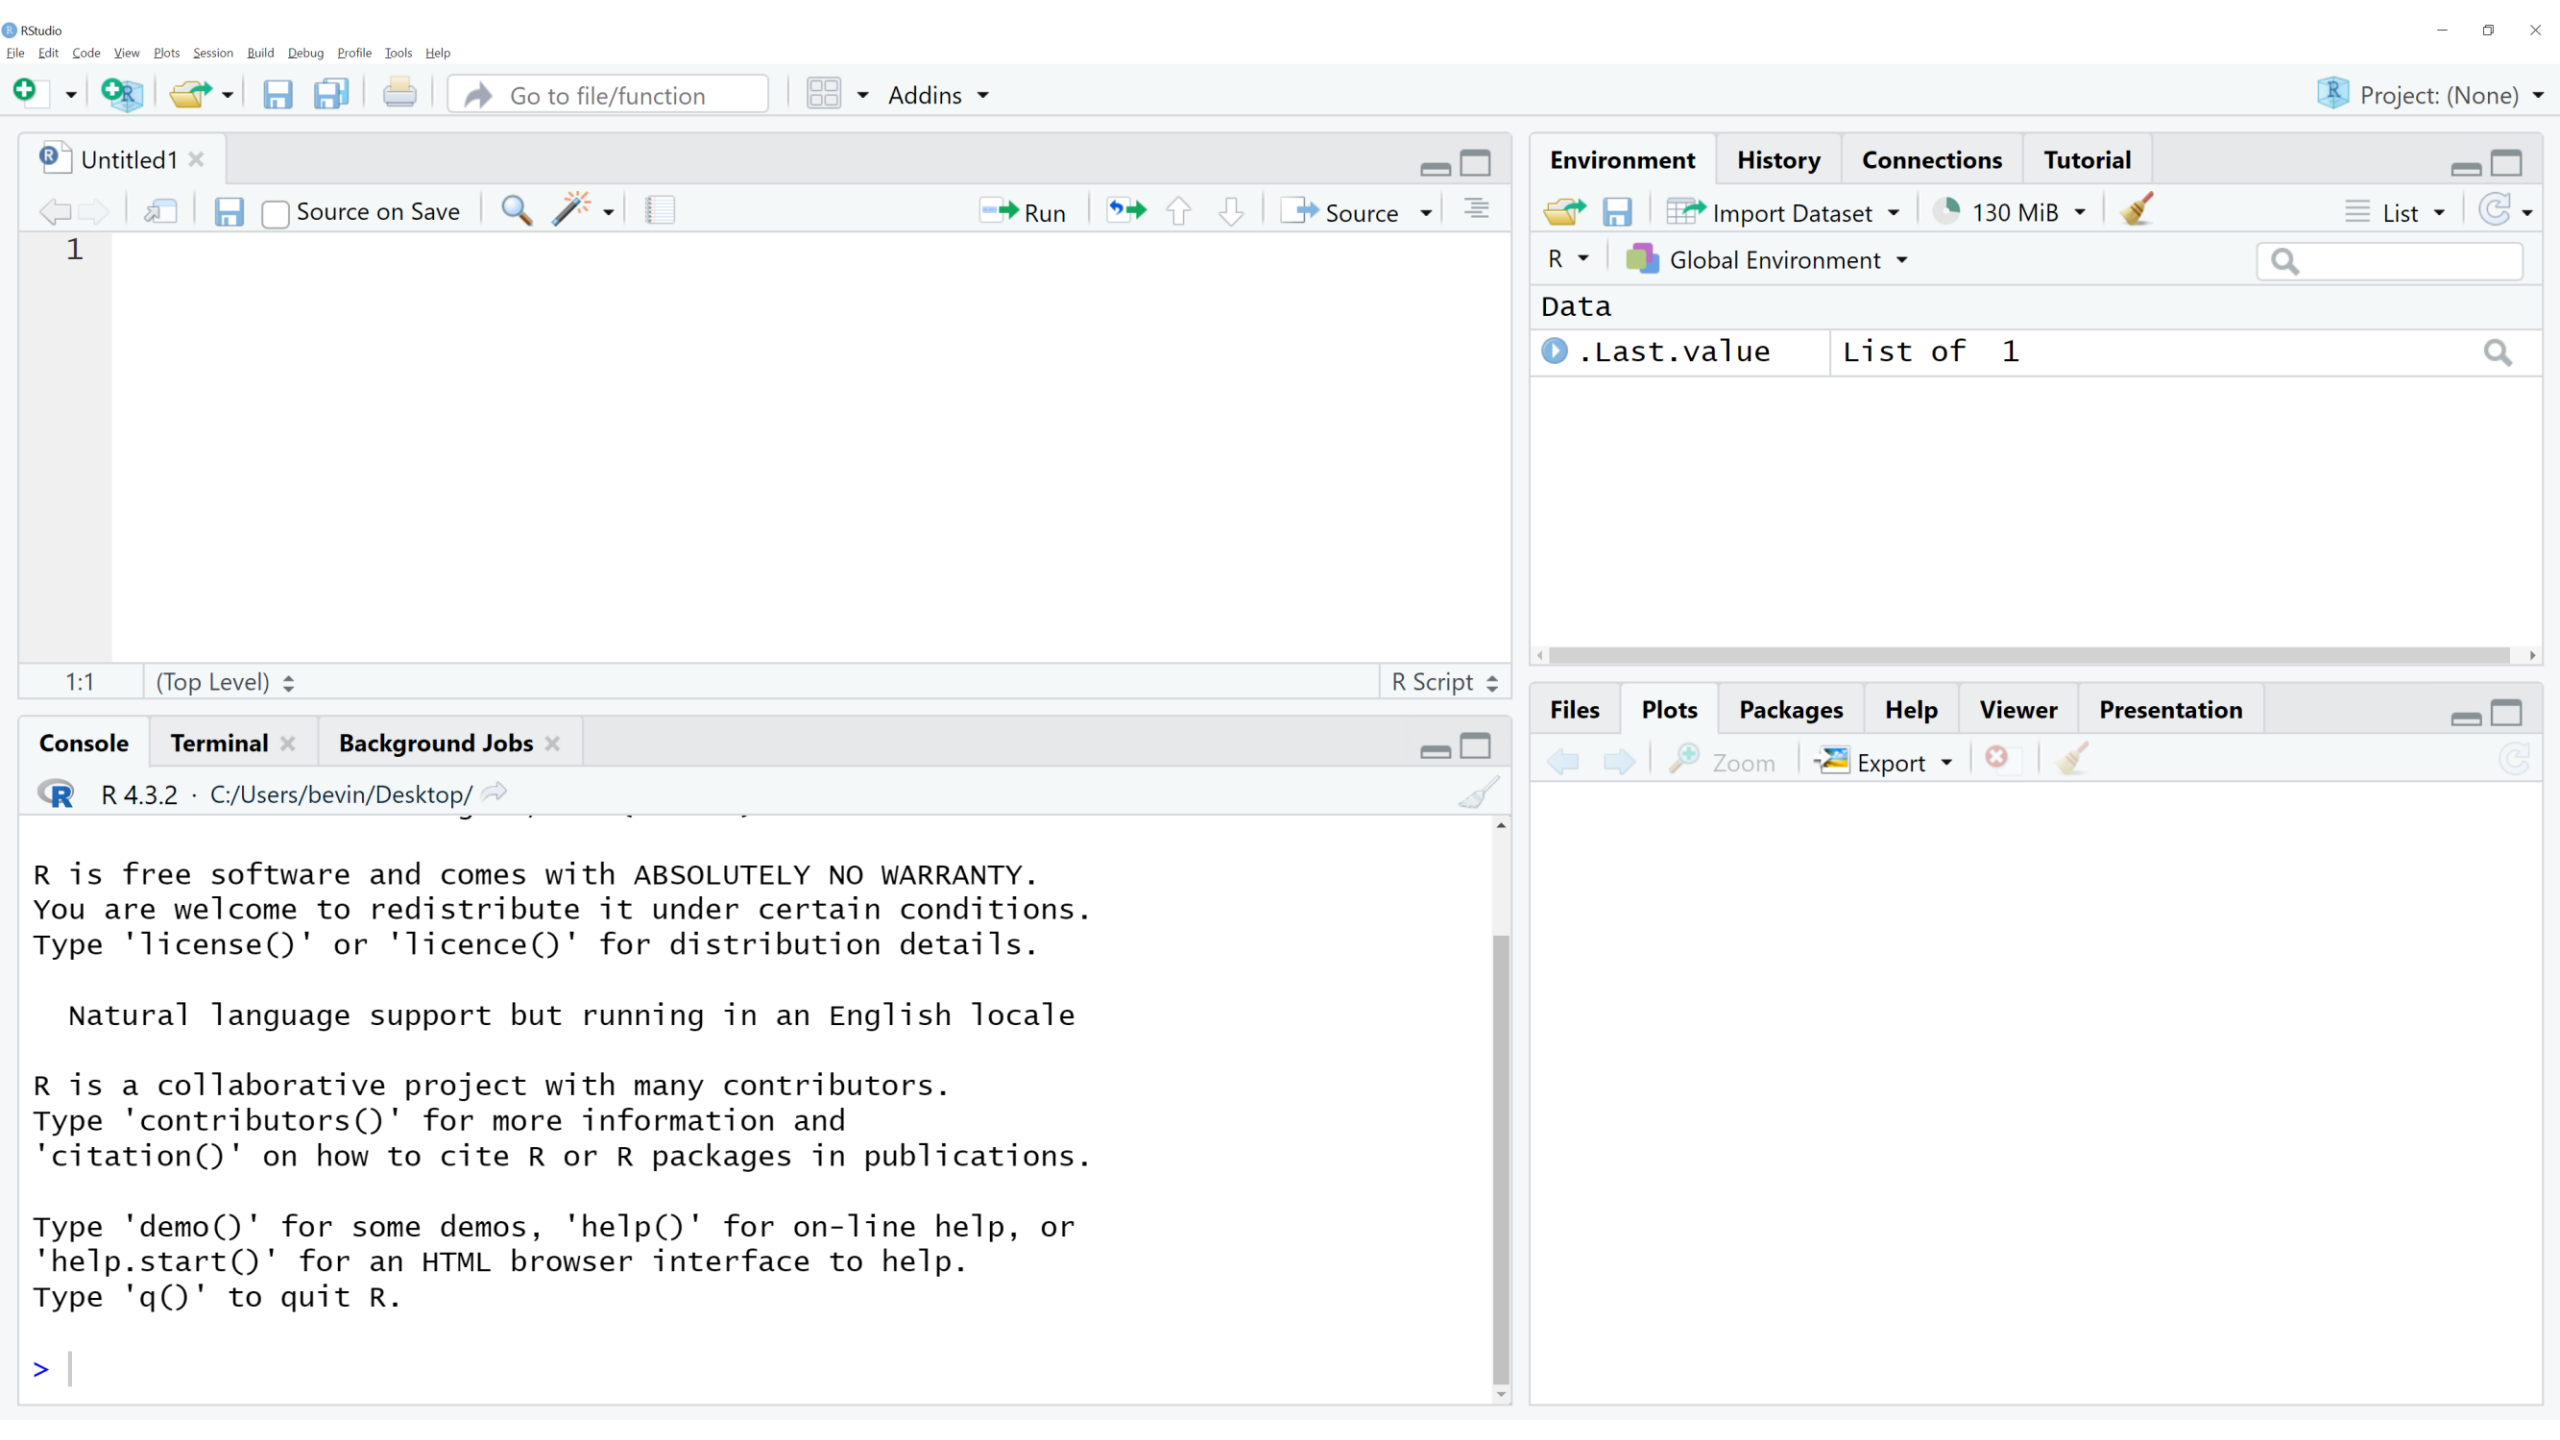 RStudio
File Edit Code View Plots Session Build Debug Profile Tools Help
Go to file/function Addins Project: (None)
Untitled1
Source on Save Run Source
1
1:1 (Top Level) R Script
Environment History Connections Tutorial
Import Dataset 130 MiB List
R Global Environment
Data
.Last.value List of 1
Console Terminal Background Jobs
R 4.3.2 · C:/Users/bevin/Desktop/
R is free software and comes with ABSOLUTELY NO WARRANTY.
You are welcome to redistribute it under certain conditions.
Type 'license()' or 'licence()' for distribution details.
Natural language support but running in an English locale
R is a collaborative project with many contributors.
Type 'contributors()' for more information and
'citation()' on how to cite R or R packages in publications.
Type 'demo()' for some demos, 'help()' for on-line help, or
'help.start()' for an HTML browser interface to help.
Type 'q()' to quit R.
>
Files Plots Packages Help Viewer Presentation
Zoom Export